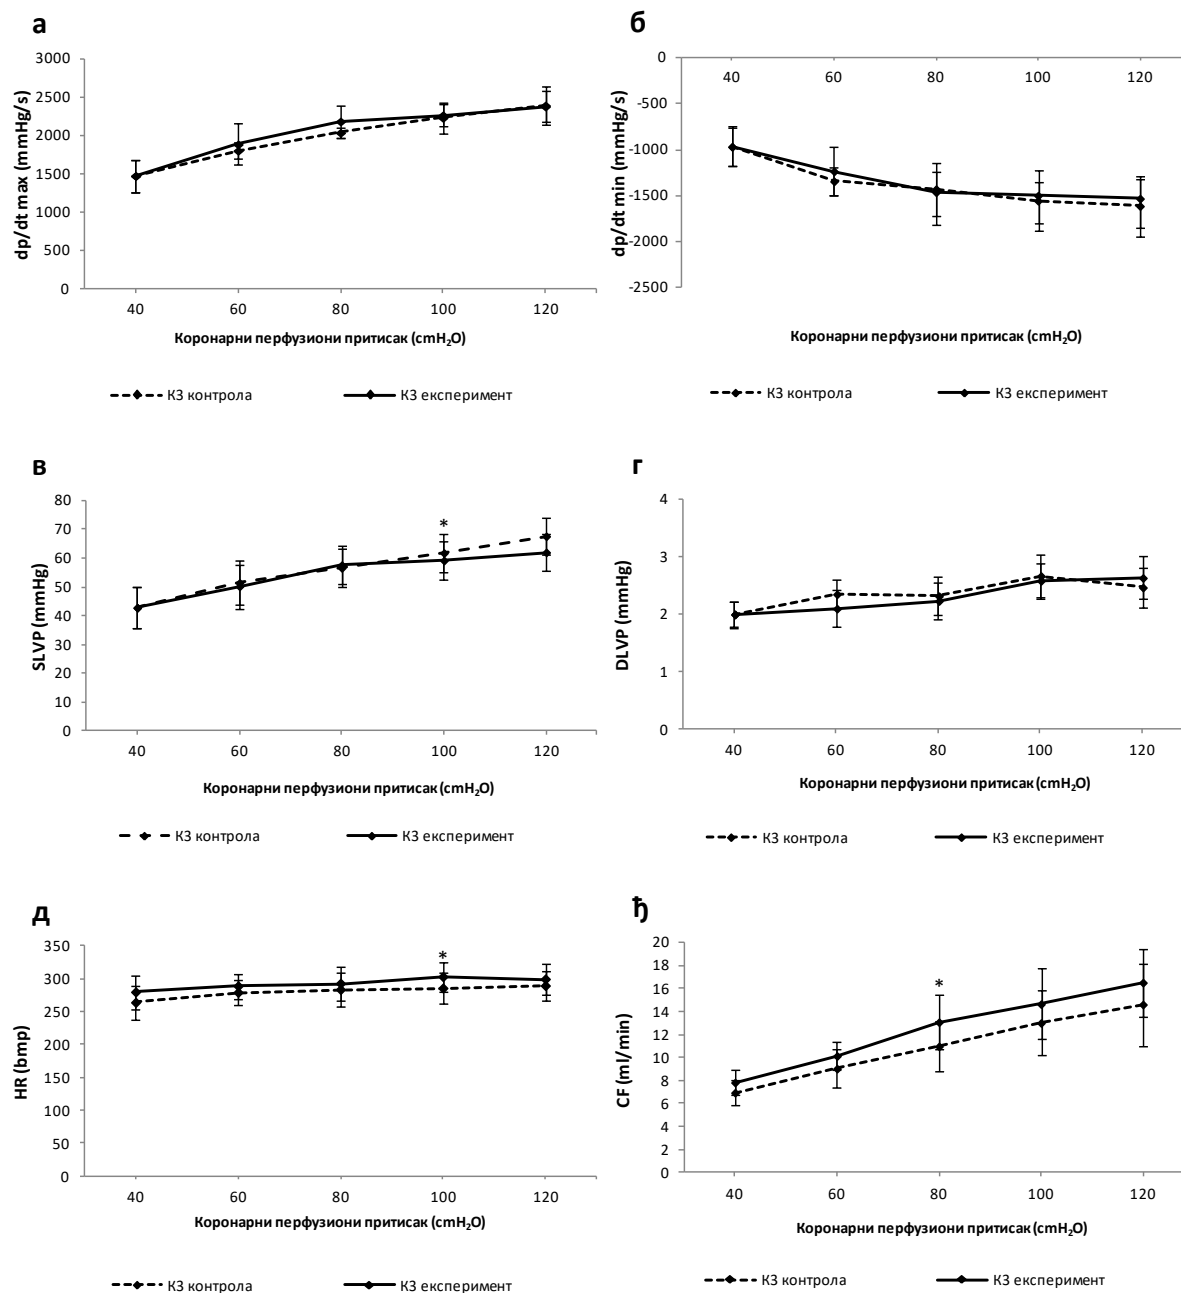 а
3000
2500
2000
1500
1000
500
0
dp/dt max (mmHg/s)
40 60 80 100 120
Коронарни перфузиони притисак (cmH₂O)
КЗ контрола КЗ експеримент
б
0
-500
-1000
-1500
-2000
-2500
dp/dt min (mmHg/s)
40 60 80 100 120
Коронарни перфузиони притисак (cmH₂O)
КЗ контрола КЗ експеримент
в
80
70
60
50
40
30
20
10
0
SLVP (mmHg)
*
40 60 80 100 120
Коронарни перфузиони притисак (cmH₂O)
КЗ контрола КЗ експеримент
г
4
3
2
1
0
DLVP (mmHg)
40 60 80 100 120
Коронарни перфузиони притисак (cmH₂O)
КЗ контрола КЗ експеримент
д
350
300
250
200
150
100
50
0
HR (bmp)
*
40 60 80 100 120
Коронарни перфузиони притисак (cmH₂O)
КЗ контрола КЗ експеримент
ђ
20
18
16
14
12
10
8
6
4
2
0
CF (ml/min)
*
40 60 80 100 120
Коронарни перфузиони притисак (cmH₂O)
КЗ контрола КЗ експеримент